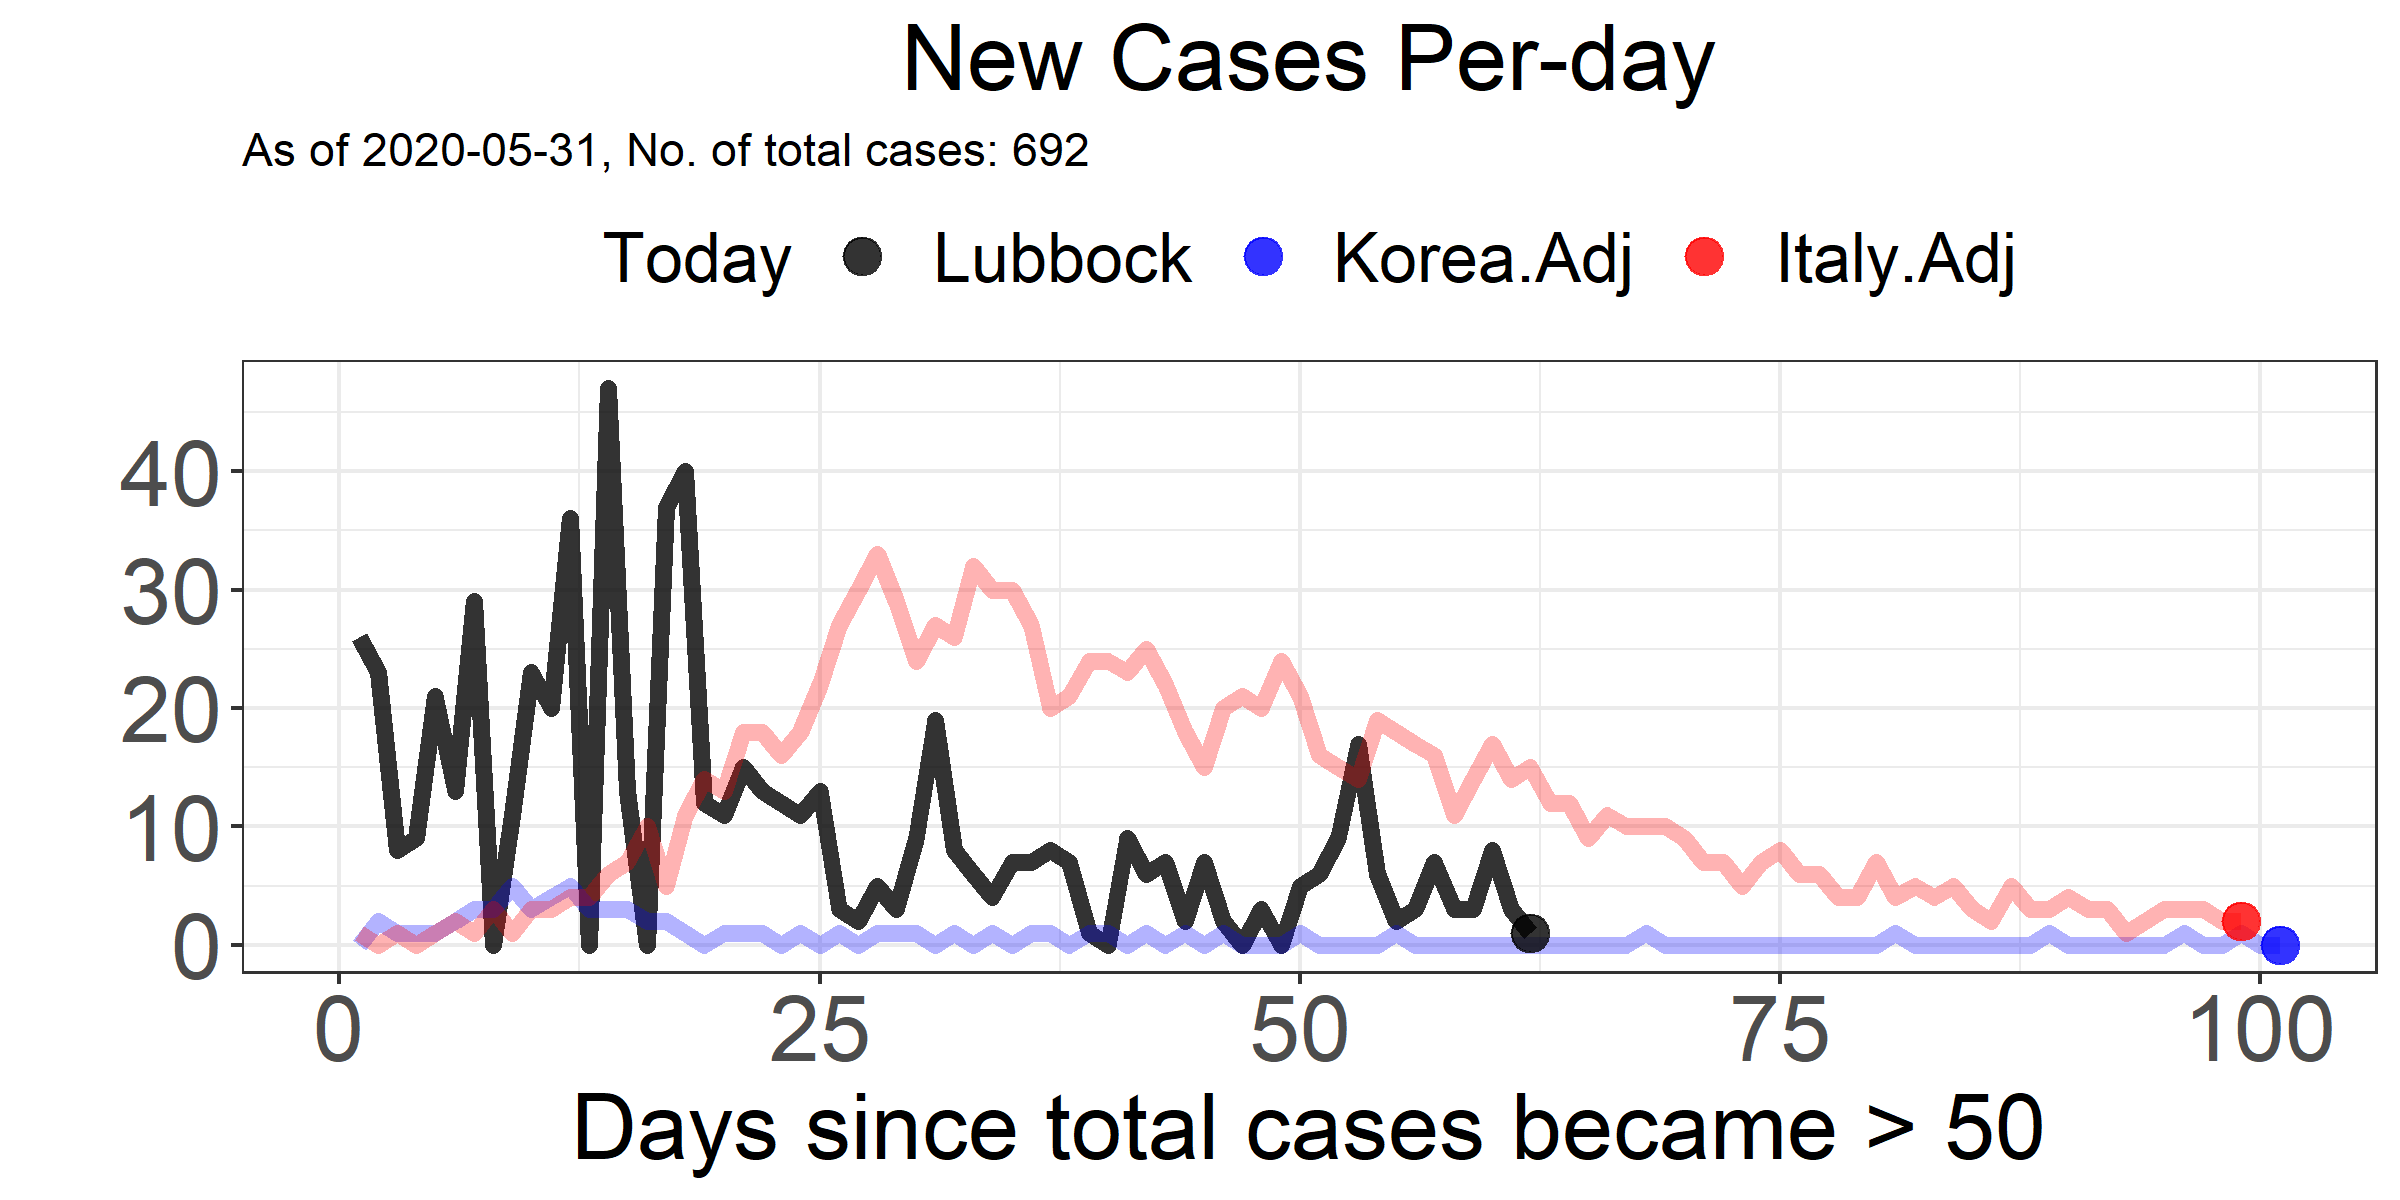 New Cases Per-day
As of 2020-05-31, No. of total cases: 692
Today Lubbock Korea.Adj Italy.Adj
40
30
20
10
0
0 25 50 75 100
Days since total cases became > 50